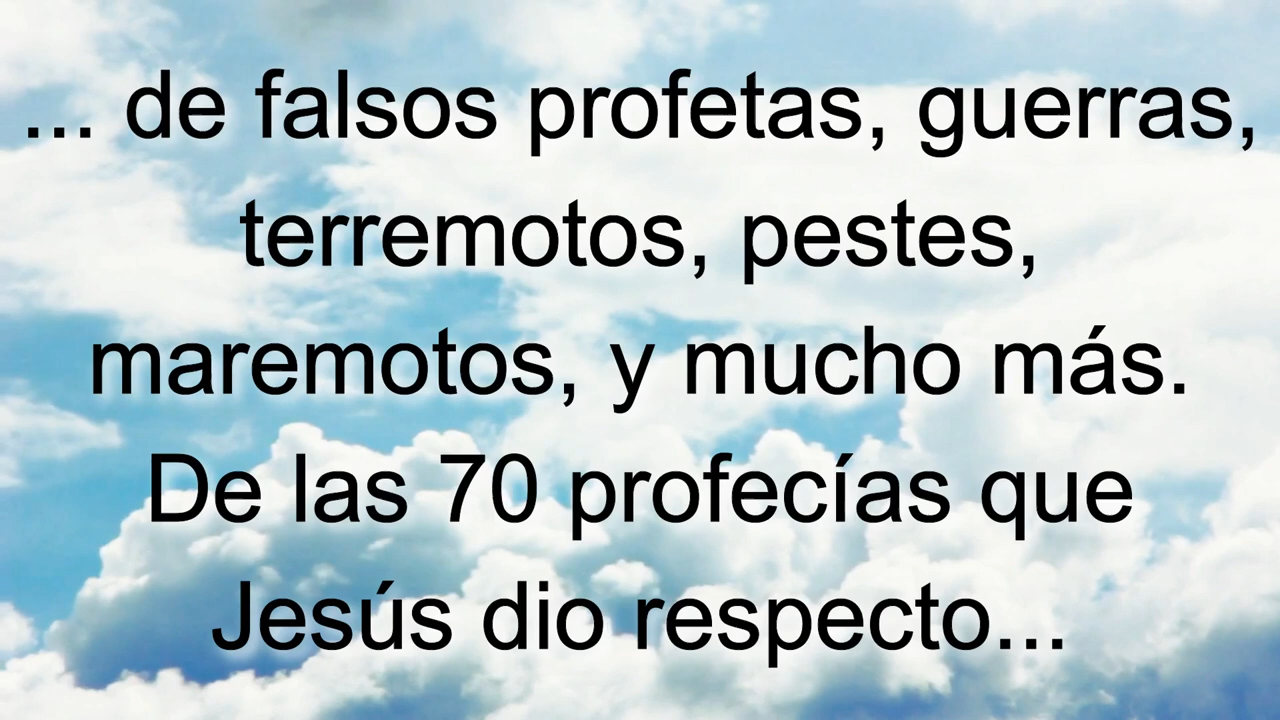 ... de falsos profetas, guerras,
terremotos, pestes,
maremotos, y mucho más.
De las 70 profecías que
Jesús dio respecto...